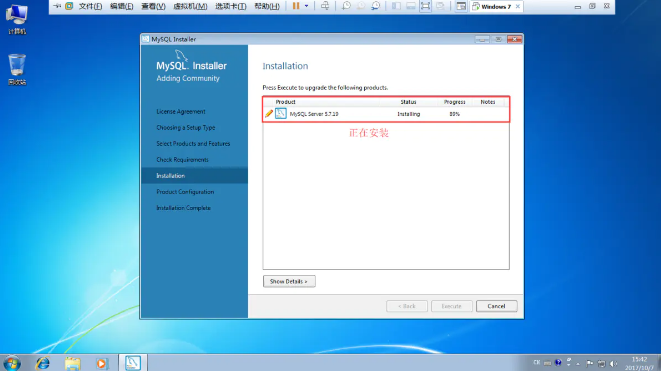 文件(F) 编辑(E) 查看(V) 虚拟机(M) 选项卡(T) 帮助(H) Windows 7
计算机
回收站
MySQL Installer
MySQL. Installer
Adding Community
License Agreement
Choosing a Setup Type
Select Products and Features
Check Requirements
Installation
Product Configuration
Installation Complete
Installation
Press Execute to upgrade the following products.
Product Status Progress Notes
MySQL Server 5.7.19 Installing 89%
正在安装
Show Details >
< Back Execute Cancel
CH
15:42
2017/10/7